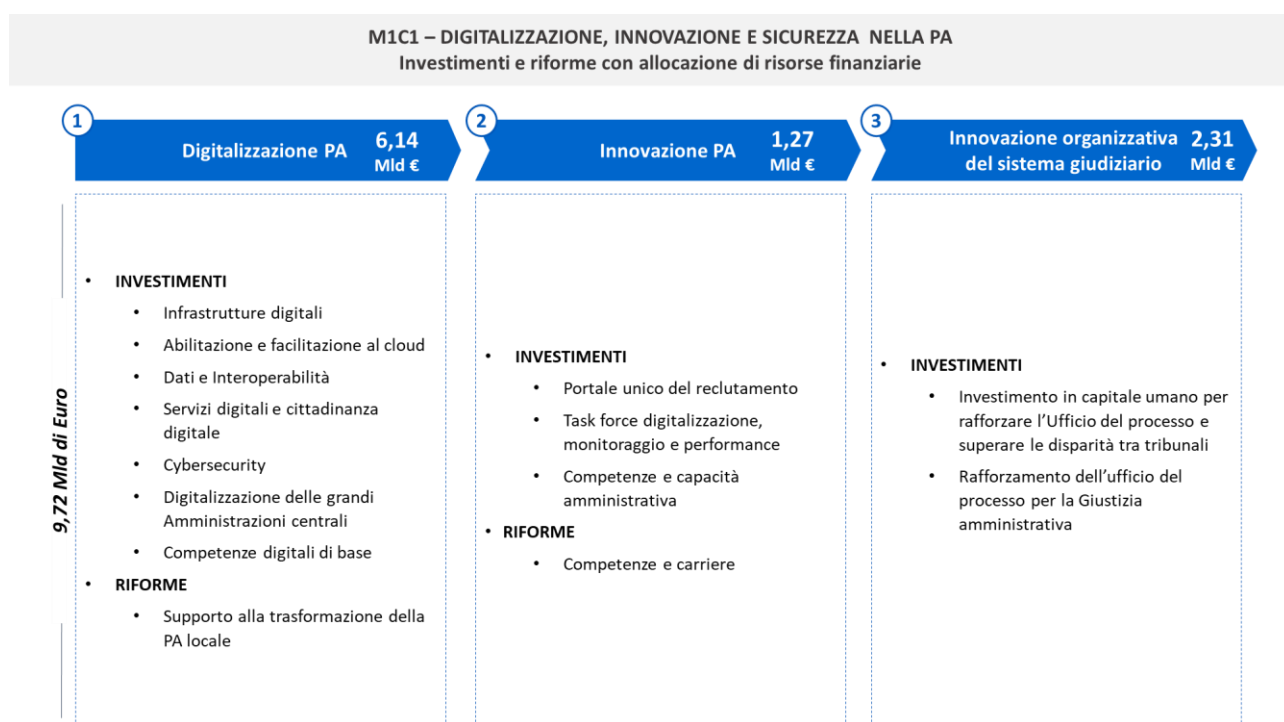 M1C1 – DIGITALIZZAZIONE, INNOVAZIONE E SICUREZZA NELLA PA
Investimenti e riforme con allocazione di risorse finanziarie
9,72 Mld di Euro
1
Digitalizzazione PA
6,14
Mld €
• INVESTIMENTI
• Infrastrutture digitali
• Abilitazione e facilitazione al cloud
• Dati e Interoperabilità
• Servizi digitali e cittadinanza
digitale
• Cybersecurity
• Digitalizzazione delle grandi
Amministrazioni centrali
• Competenze digitali di base
• RIFORME
• Supporto alla trasformazione della
PA locale
2
Innovazione PA
1,27
Mld €
• INVESTIMENTI
• Portale unico del reclutamento
• Task force digitalizzazione,
monitoraggio e performance
• Competenze e capacità
amministrativa
• RIFORME
• Competenze e carriere
3
Innovazione organizzativa
del sistema giudiziario
2,31
Mld €
• INVESTIMENTI
• Investimento in capitale umano per
rafforzare l’Ufficio del processo e
superare le disparità tra tribunali
• Rafforzamento dell’ufficio del
processo per la Giustizia
amministrativa